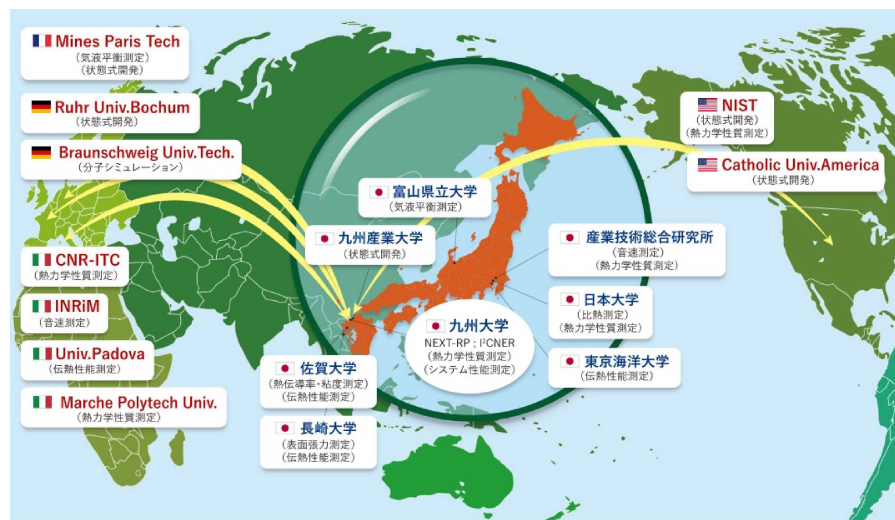 Mines Paris Tech
（気液平衡測定）
（状態式開発）
Ruhr Univ.Bochum
（状態式開発）
Braunschweig Univ.Tech.
（分子シミュレーション）
CNR-ITC
（熱力学性質測定）
INRiM
（音速測定）
Univ.Padova
（伝熱性能測定）
Marche Polytech Univ.
（熱力学性質測定）
富山県立大学
（気液平衡測定）
九州産業大学
（状態式開発）
九州大学
NEXT-RP ; I²CNER
（熱力学性質測定）
（システム性能測定）
佐賀大学
（熱伝導率・粘度測定）
（伝熱性能測定）
長崎大学
（表面張力測定）
（伝熱性能測定）
NIST
（状態式開発）
（熱力学性質測定）
Catholic Univ.America
（状態式開発）
産業技術総合研究所
（音速測定）
（熱力学性質測定）
日本大学
（比熱測定）
（熱力学性質測定）
東京海洋大学
（伝熱性能測定）